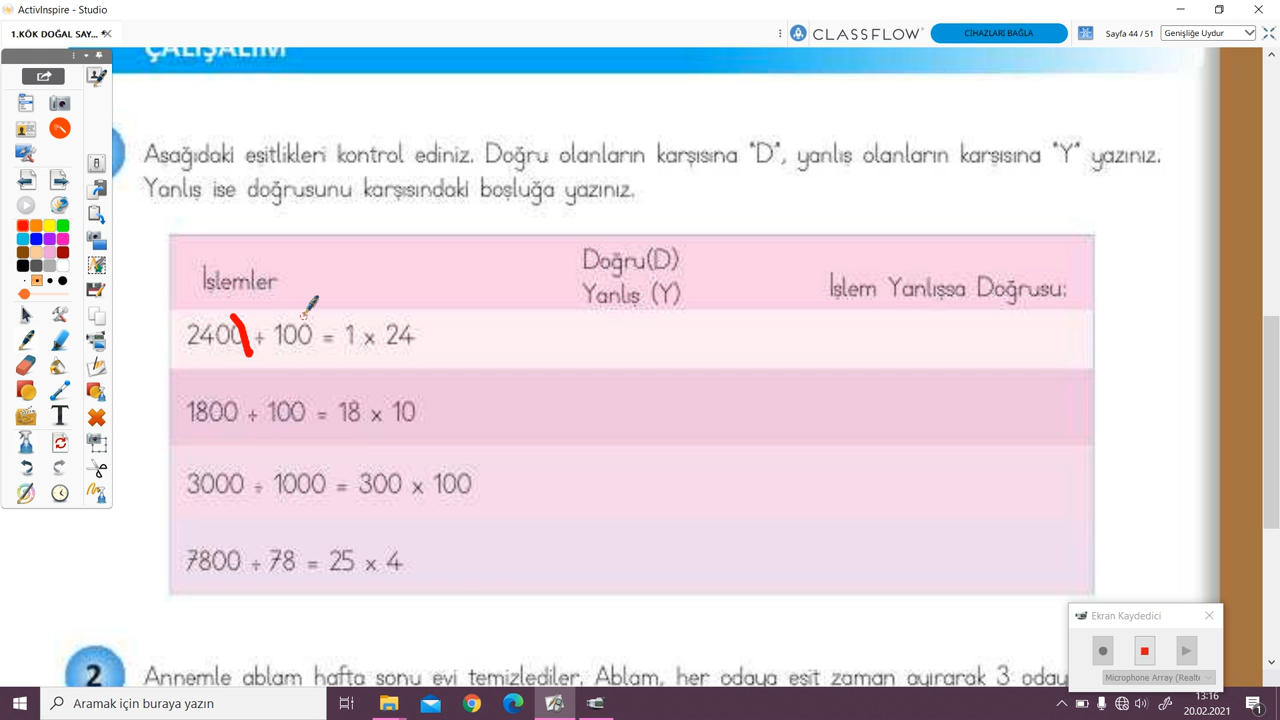 ActivInspire - Studio
1.KÖK DOĞAL SAY...*
CLASSFLOW
CİHAZLARI BAĞLA
Sayfa 44 / 51
Genişliğe Uydur
ÇALIŞALIM
Aşağıdaki eşitlikleri kontrol ediniz. Doğru olanların karşısına "D", yanlış olanların karşısına "Y" yazınız.
Yanlış ise doğrusunu karşısındaki boşluğa yazınız.
İşlemler
Doğru(D)
Yanlış (Y)
İşlem Yanlışsa Doğrusu:
2400 ÷ 100 = 1 x 24
1800 ÷ 100 = 18 x 10
3000 ÷ 1000 = 300 x 100
7800 ÷ 78 = 25 x 4
2 Annemle ablam hafta sonu evi temizlediler. Ablam, her odaya eşit zaman ayırarak 3 oday
Ekran Kaydedici
Microphone Array (Realte
Aramak için buraya yazın
13:16
20.02.2021
1